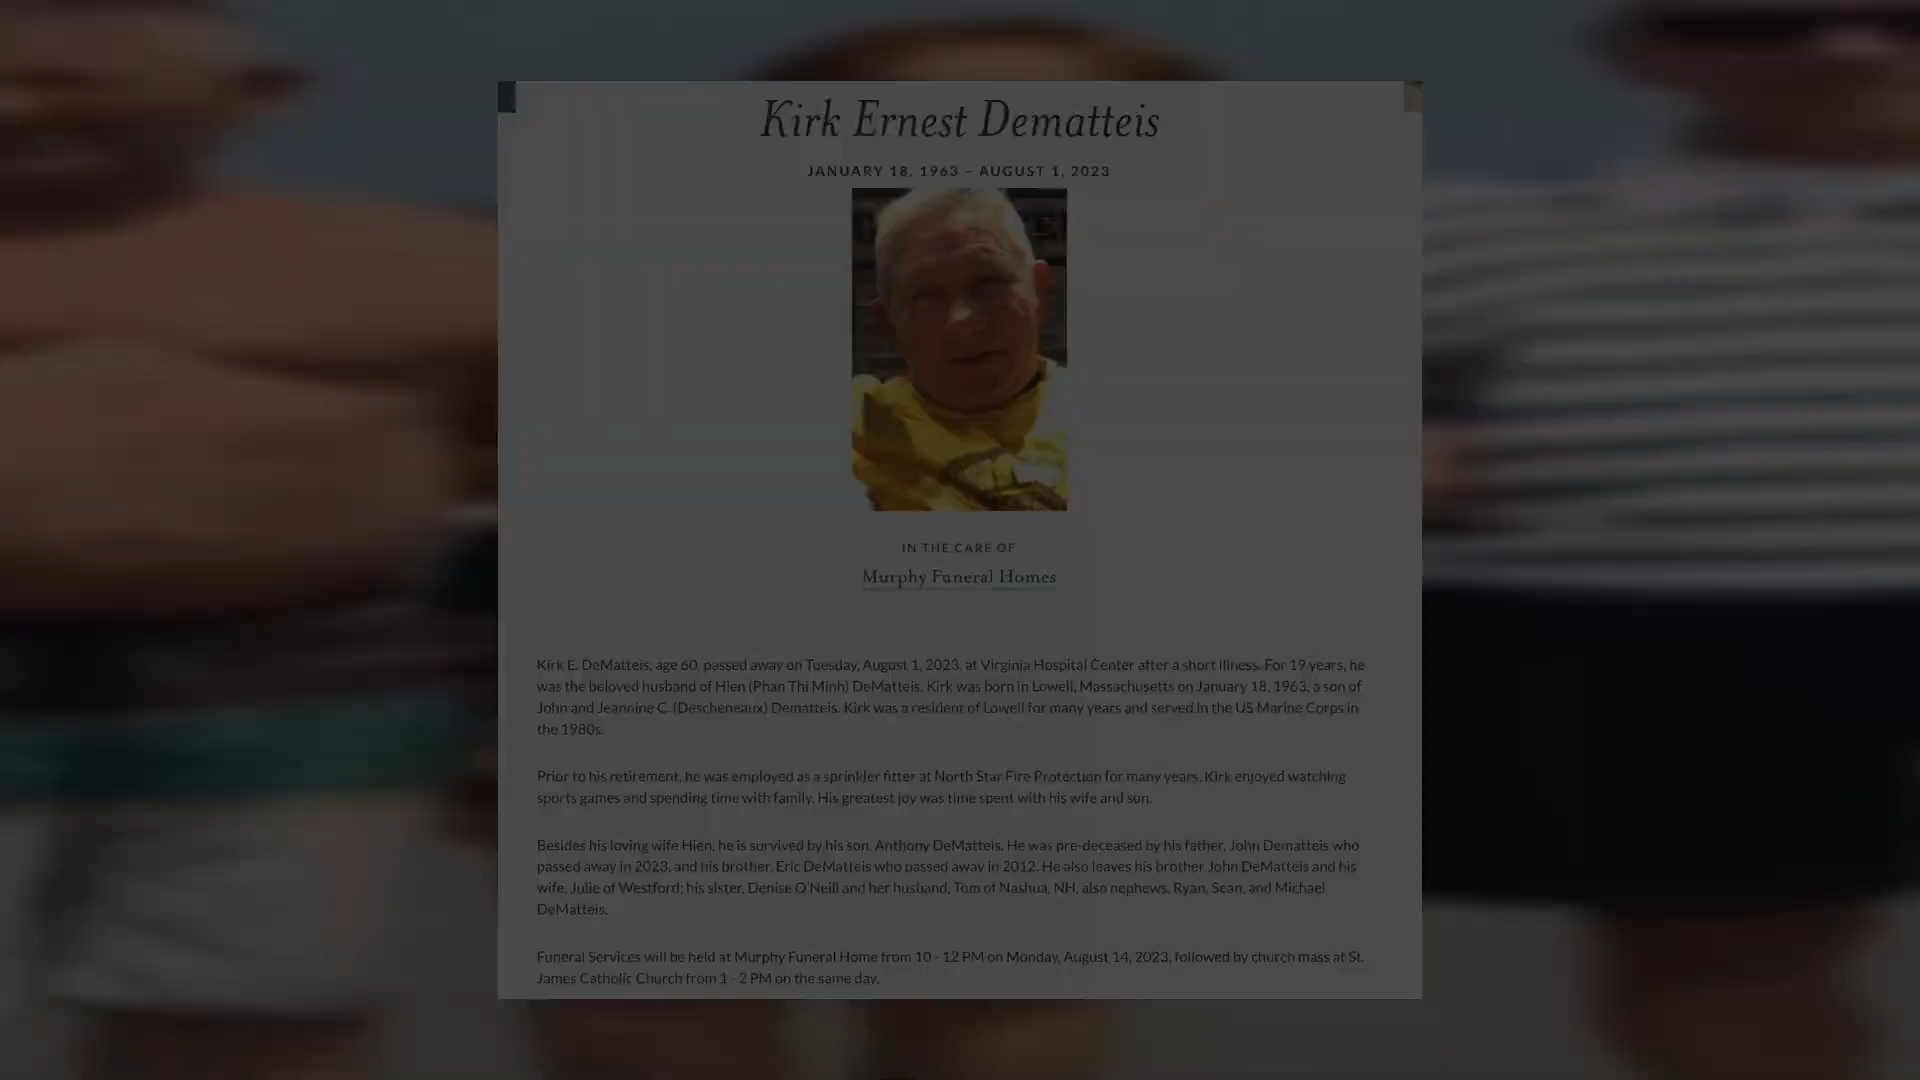 Kirk Ernest Dematteis
JANUARY 18, 1963 – AUGUST 1, 2023
IN THE CARE OF
Murphy Funeral Homes
Kirk E. DeMatteis, age 60, passed away on Tuesday, August 1, 2023, at Virginia Hospital Center after a short illness. For 19 years, he
was the beloved husband of Hien (Phan Thi Minh) DeMatteis. Kirk was born in Lowell, Massachusetts on January 18, 1963, a son of
John and Jeannine C. (Descheneaux) Dematteis. Kirk was a resident of Lowell for many years and served in the US Marine Corps in
the 1980s.
Prior to his retirement, he was employed as a sprinkler fitter at North Star Fire Protection for many years. Kirk enjoyed watching
sports games and spending time with family. His greatest joy was time spent with his wife and son.
Besides his loving wife Hien, he is survived by his son, Anthony DeMatteis. He was pre-deceased by his father, John Dematteis who
passed away in 2023, and his brother, Eric DeMatteis who passed away in 2012. He also leaves his brother John DeMatteis and his
wife, Julie of Westford; his sister, Denise O'Neill and her husband, Tom of Nashua, NH, also nephews, Ryan, Sean, and Michael
DeMatteis.
Funeral Services will be held at Murphy Funeral Home from 10 - 12 PM on Monday, August 14, 2023, followed by church mass at St.
James Catholic Church from 1 - 2 PM on the same day.